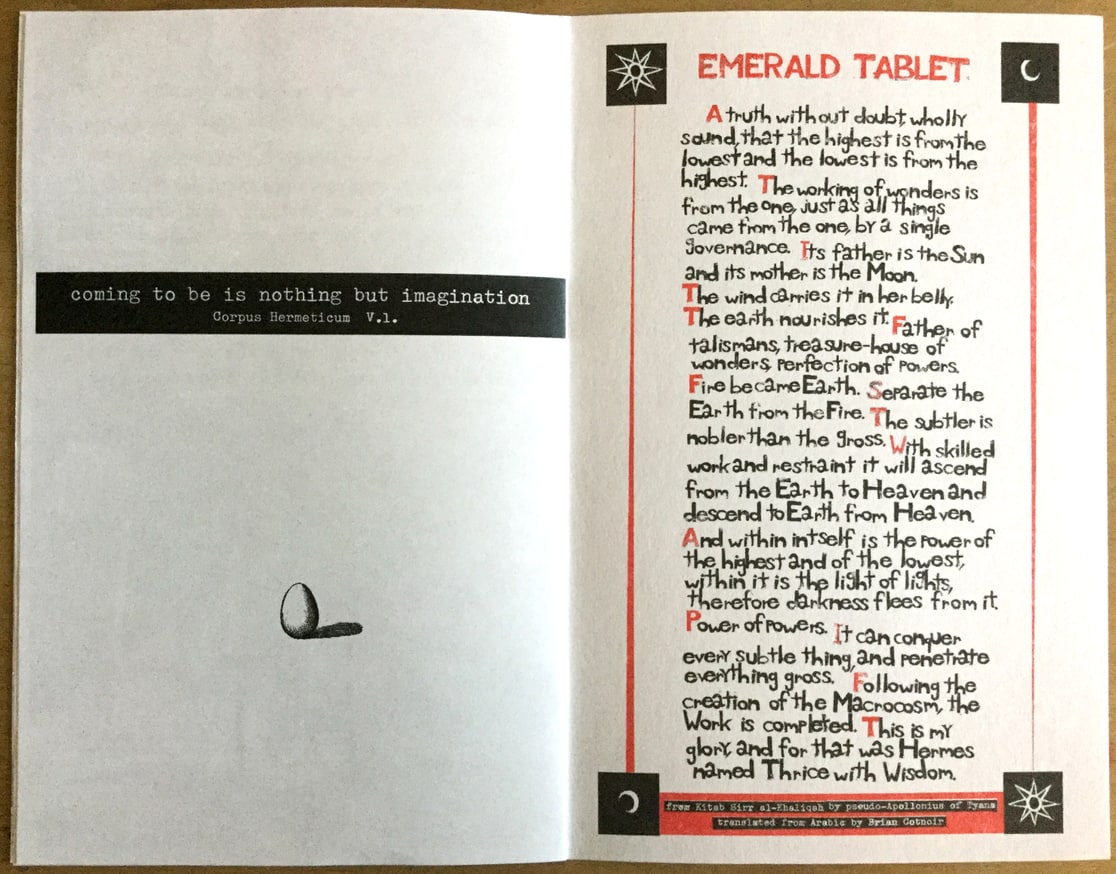 coming to be is nothing but imagination
Corpus Hermeticum V.1.
EMERALD TABLET
A truth without doubt, wholly
sound, that the highest is from the
lowest and the lowest is from the
highest. The working of wonders is
from the one, just as all things
came from the one, by a single
governance. Its father is the Sun
and its mother is the Moon.
The wind carries it in her belly.
The earth nourishes it. Father of
talismans, treasure-house of
wonders, perfection of powers.
Fire became Earth. Separate the
Earth from the Fire. The subtler is
nobler than the gross. With skilled
work and restraint it will ascend
from the Earth to Heaven and
descend to Earth from Heaven.
And within intself is the power of
the highest and of the lowest,
within it is the light of lights,
therefore darkness flees from it.
Power of Powers. It can conquer
every subtle thing, and penetrate
everything gross. Following the
creation of the Macrocosm, the
Work is completed. This is my
glory, and for that was Hermes
named Thrice with Wisdom.
from Kitab Sirr al-Khaliqah by pseudo-Apollonius of Tyana
translated from Arabic by Brian Cotnoir